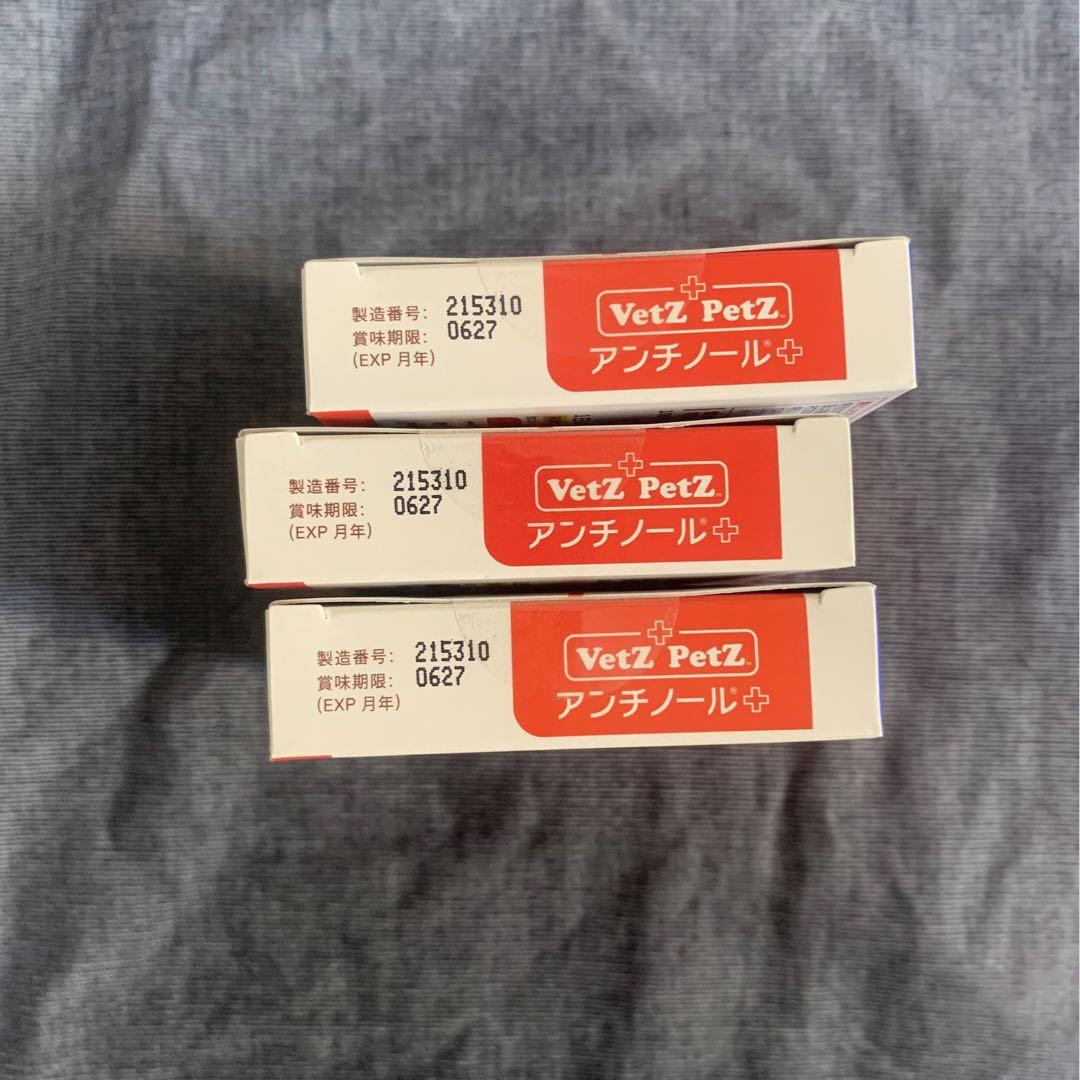 製造番号: 215310
賞味期限: 0627
(EXP 月年)
VetZ PetZ™
アンチノール®+
製造番号: 215310
賞味期限: 0627
(EXP 月年)
VetZ PetZ™
アンチノール®+
製造番号: 215310
賞味期限: 0627
(EXP 月年)
VetZ PetZ™
アンチノール®+